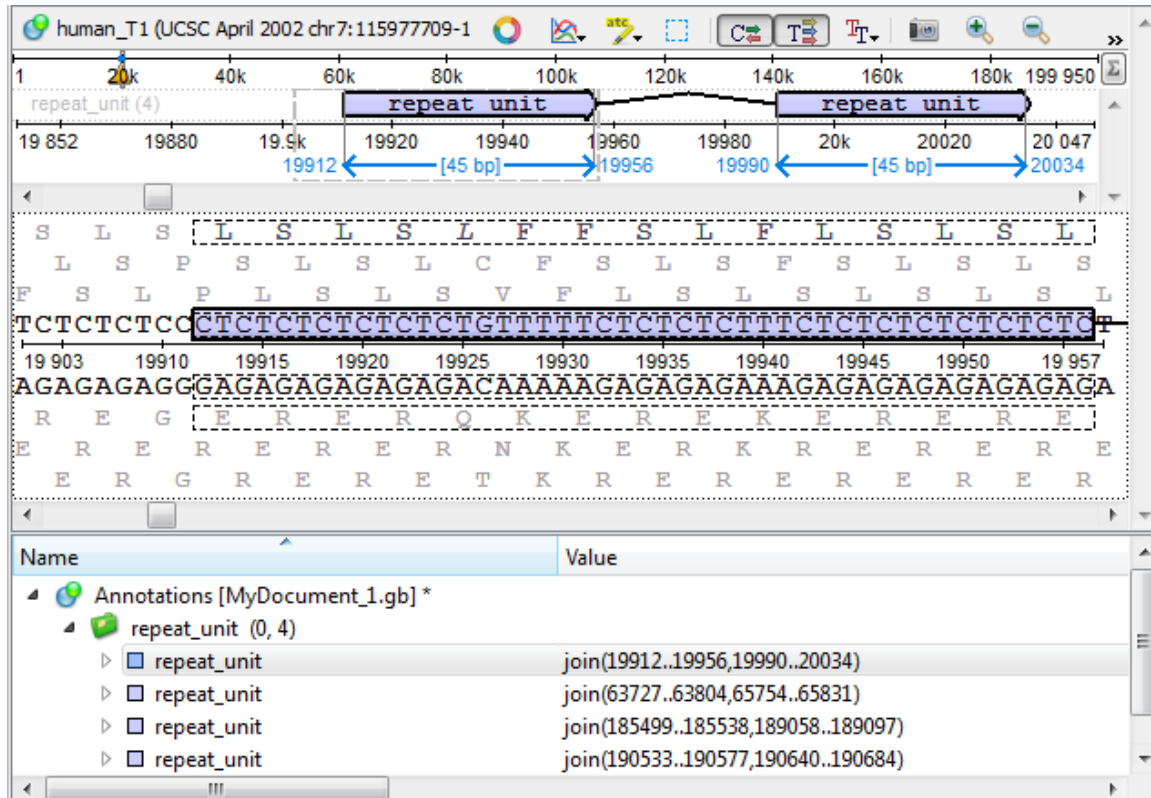 human_T1 (UCSC April 2002 chr7:115977709-1
1 20k 40k 60k 80k 100k 120k 140k 160k 180k 199 950
repeat_unit (4)
repeat unit repeat unit
19 852 19880 19.9k 19920 19940 19960 19980 20k 20020 20 047
19912 [45 bp] 19956 19990 [45 bp] 20034
S L S L S L S L F F S L F L S L S L
L S P S L S L C F S L S F S L S L S
F S L P L S L S V F L S L S L S L S L
TCTCTCTCCCTCTCTCTCTCTCTGTTTTTCTCTCTCTTTCTCTCTCTCTCTCTCT
19 903 19910 19915 19920 19925 19930 19935 19940 19945 19950 19 957
AGAGAGAGGGAGAGAGAGAGAGACAAAAAGAGAGAGAAAGAGAGAGAGAGAGAGA
R E G E R E R Q K E R E K E R E R E
E R E R E R E R N K E R K R E R E R E
E R G R E R E T K R E R E R E R E R
Name Value
Annotations [MyDocument_1.gb] *
repeat_unit (0, 4)
repeat_unit join(19912..19956,19990..20034)
repeat_unit join(63727..63804,65754..65831)
repeat_unit join(185499..185538,189058..189097)
repeat_unit join(190533..190577,190640..190684)